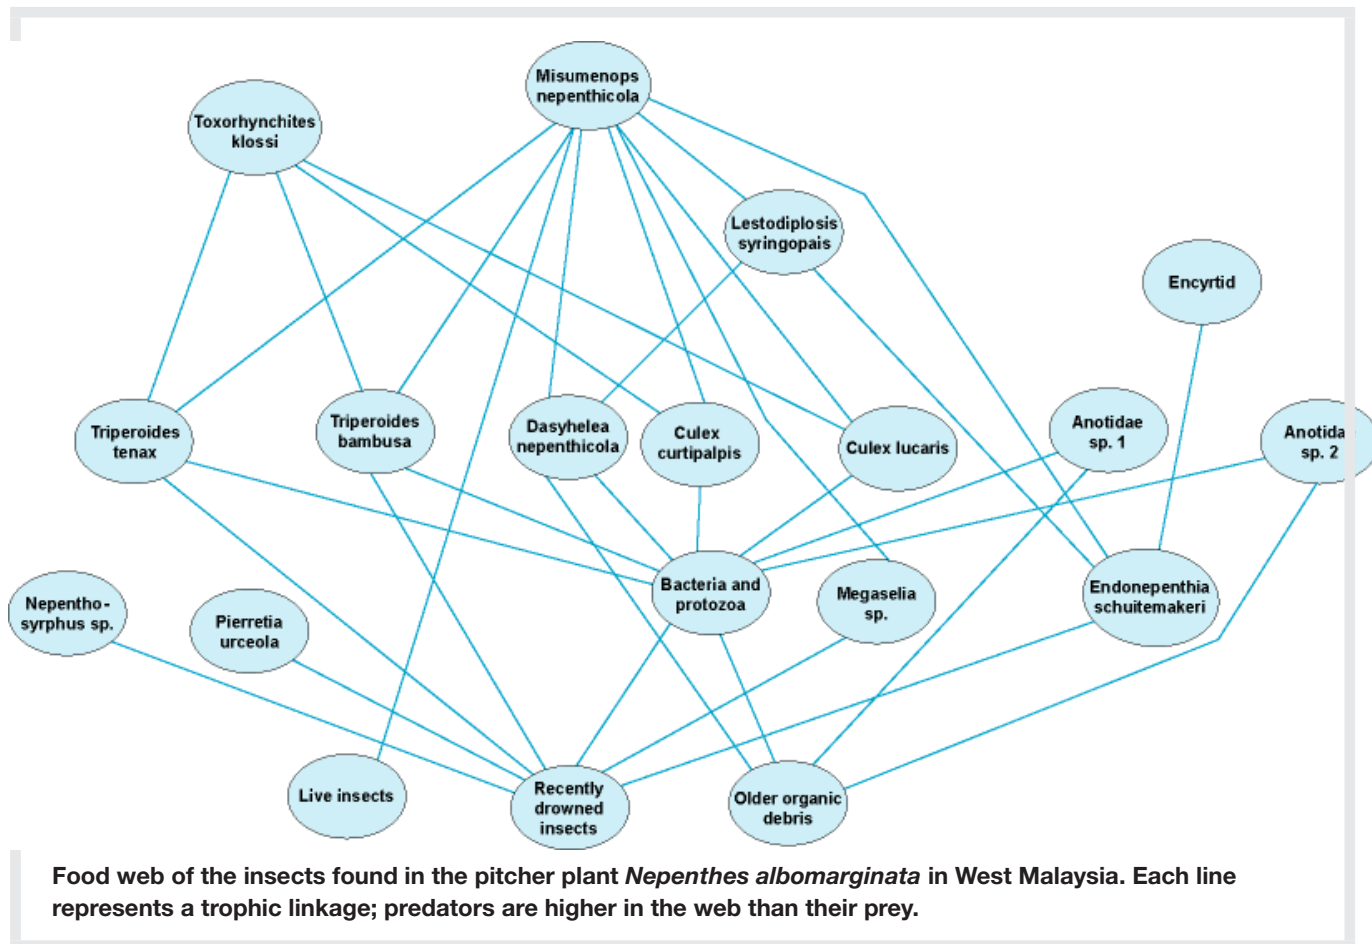 Misumenops
nepenthicola
Toxorhynchites
klossi
Lestodiplosis
syringopais
Encyrtid
Triperoides
tenax
Triperoides
bambusa
Dasyhelea
nepenthicola
Culex
curtipalpis
Culex lucaris
Anotidae
sp. 1
Anotida
sp. 2
Nepentho-
syrphus sp.
Pierretia
urceola
Bacteria and
protozoa
Megaselia
sp.
Endonepenthia
schuitemakeri
Live insects
Recently
drowned
insects
Older organic
debris
Food web of the insects found in the pitcher plant Nepenthes albomarginata in West Malaysia. Each line
represents a trophic linkage; predators are higher in the web than their prey.